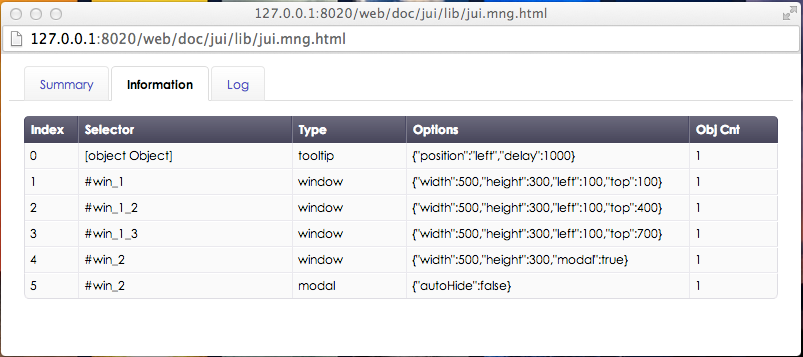 127.0.0.1:8020/web/doc/jui/lib/jui.mng.html
127.0.0.1:8020/web/doc/jui/lib/jui.mng.html
Summary Information Log
Index Selector Type Options Obj Cnt
0 [object Object] tooltip {"position":"left","delay":1000} 1
1 #win_1 window {"width":500,"height":300,"left":100,"top":100} 1
2 #win_1_2 window {"width":500,"height":300,"left":100,"top":400} 1
3 #win_1_3 window {"width":500,"height":300,"left":100,"top":700} 1
4 #win_2 window {"width":500,"height":300,"modal":true} 1
5 #win_2 modal {"autoHide":false} 1